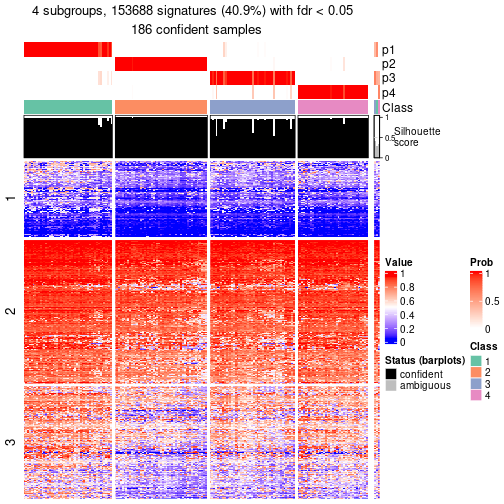 4 subgroups, 153688 signatures (40.9%) with fdr < 0.05
186 confident samples
p1
p2
p3
p4
Class
1
0.5
0
Silhouette
score
1
2
3
Value
1
0.8
0.6
0.4
0.2
0
Status (barplots)
confident
ambiguous
Prob
1
0.5
0
Class
1
2
3
4